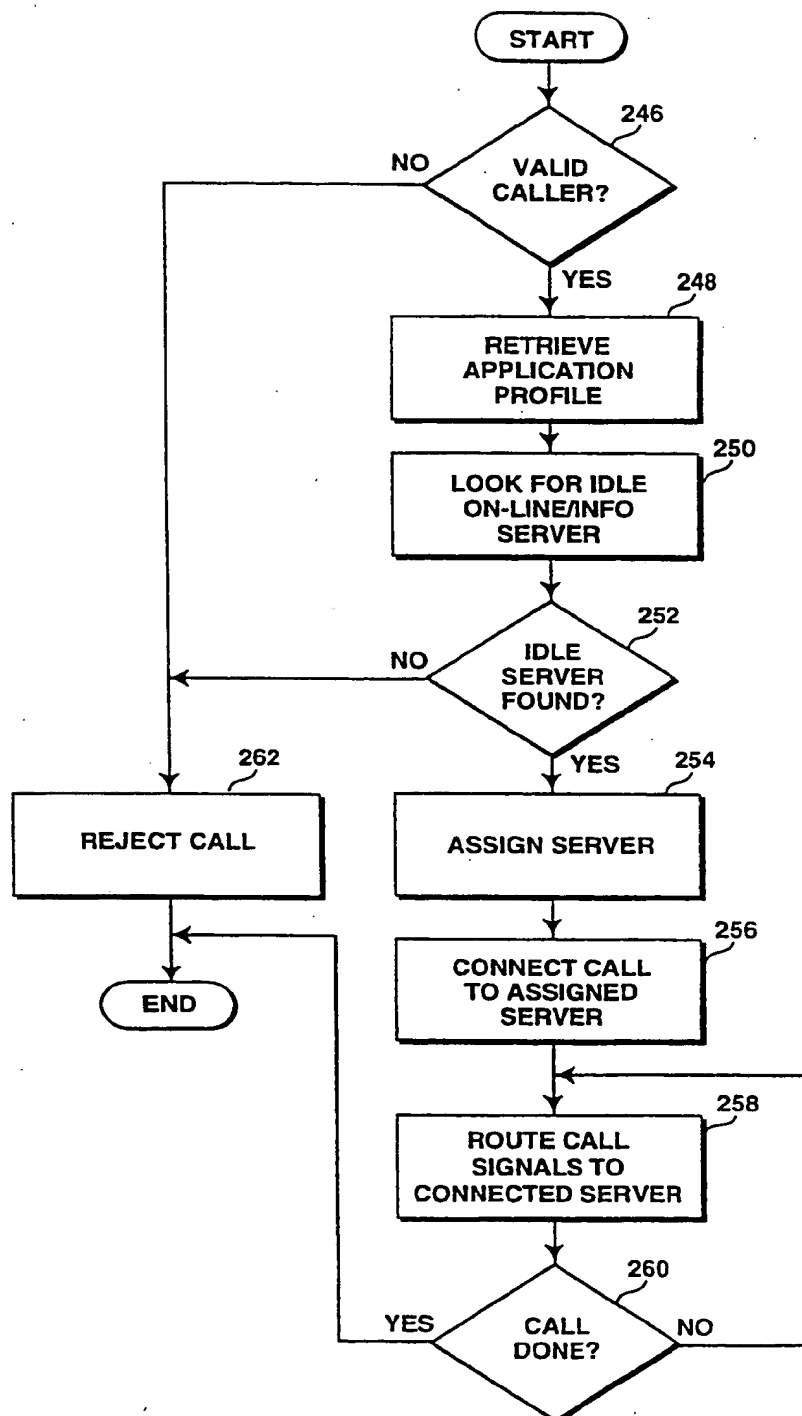 START
246
NO
VALID
CALLER?
YES
248
RETRIEVE
APPLICATION
PROFILE
250
LOOK FOR IDLE
ON-LINE/INFO
SERVER
252
NO
IDLE
SERVER
FOUND?
YES
262
254
REJECT CALL
ASSIGN SERVER
256
CONNECT CALL
TO ASSIGNED
SERVER
END
258
ROUTE CALL
SIGNALS TO
CONNECTED SERVER
260
YES
CALL
DONE?
NO